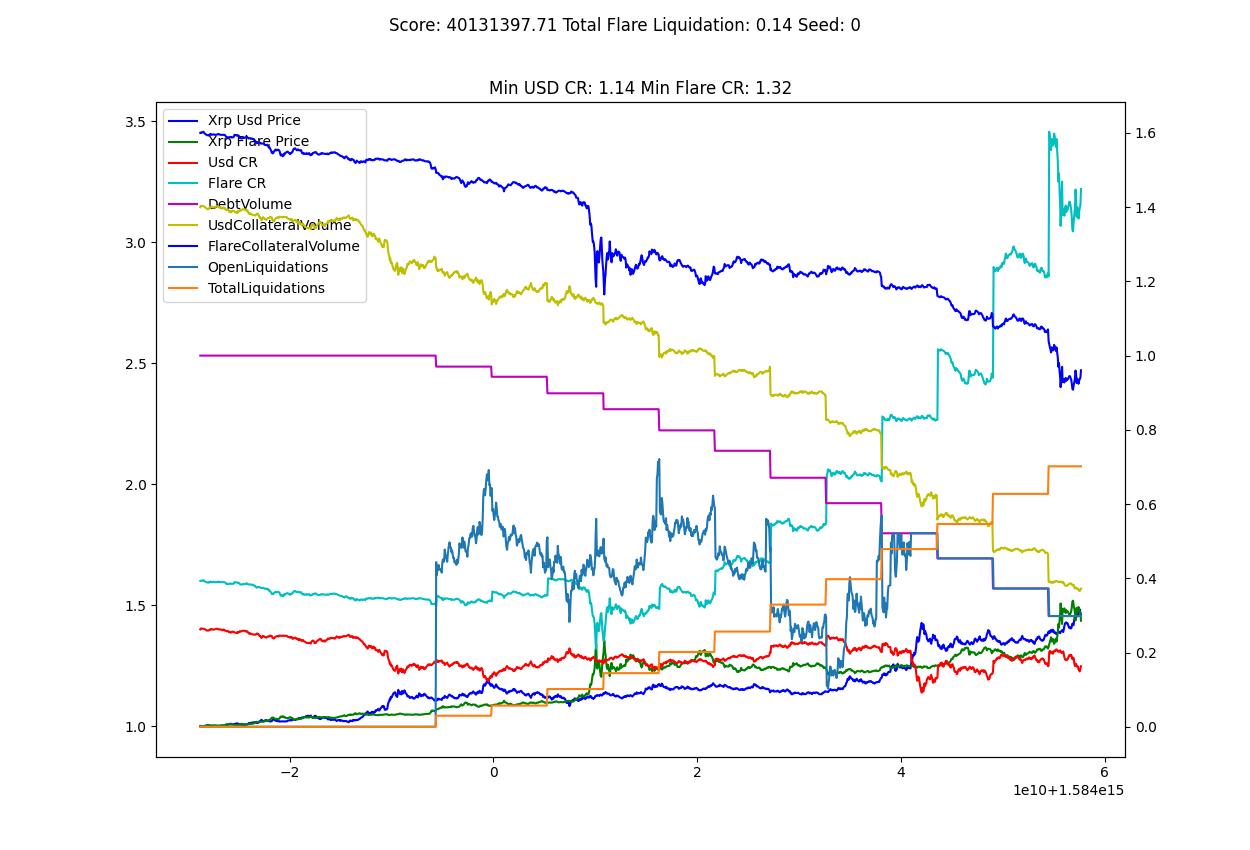 Score: 40131397.71 Total Flare Liquidation: 0.14 Seed: 0
Min USD CR: 1.14 Min Flare CR: 1.32
Xrp Usd Price
Xrp Flare Price
Usd CR
Flare CR
DebtVolume
UsdCollateralVolume
FlareCollateralVolume
OpenLiquidations
TotalLiquidations
3.5
3.0
2.5
2.0
1.5
1.0
1.6
1.4
1.2
1.0
0.8
0.6
0.4
0.2
0.0
−2
0
2
4
6
1e10+1.584e15